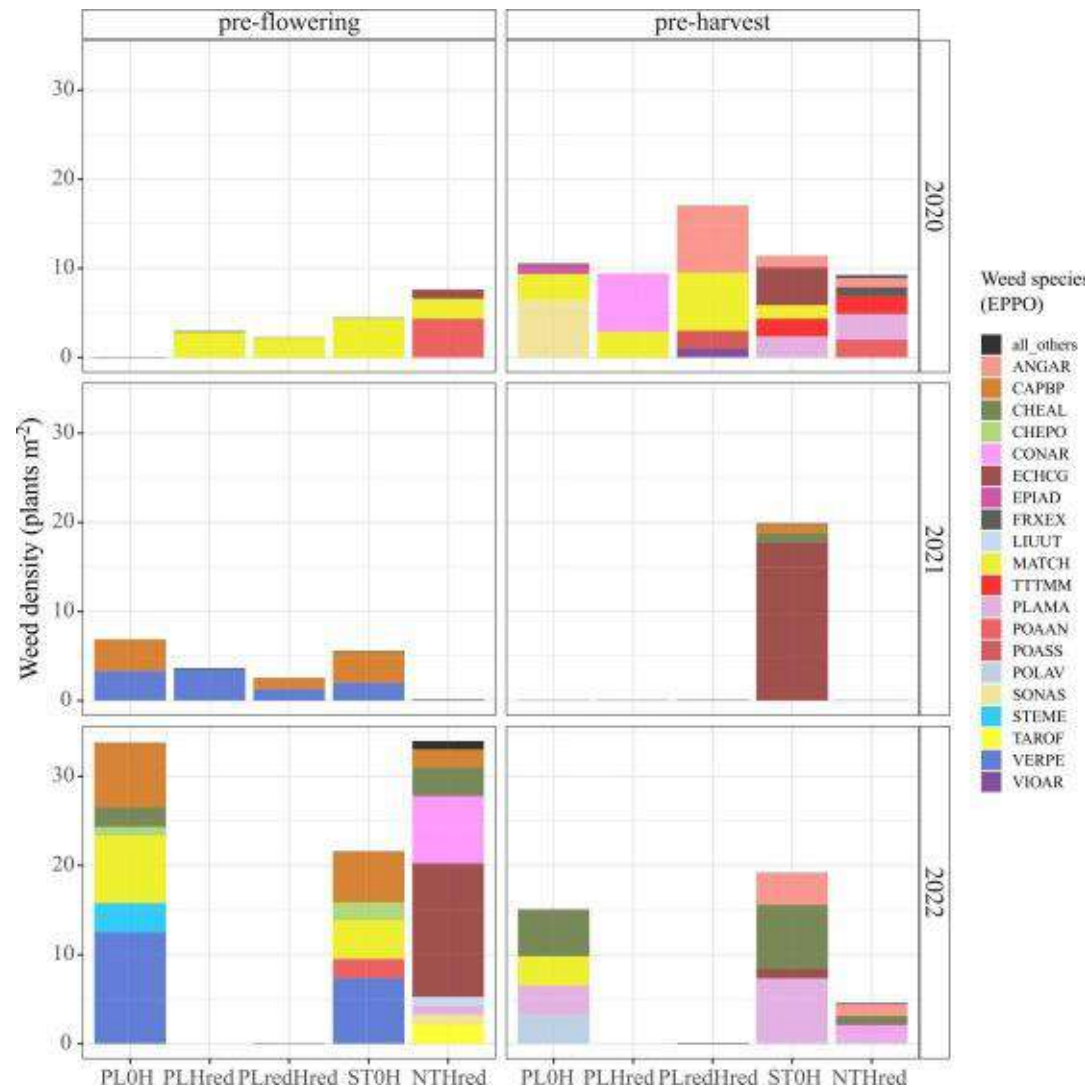 pre-flowering pre-harvest
30
20
10
0
2020
30
20
10
0
2021
30
20
10
0
2022
Weed density (plants m⁻²)
PL0H PLHred PLredHred ST0H NTHred PL0H PLHred PLredHred ST0H NTHred
Weed species
(EPPO)
all_others
ANGAR
CAPBP
CHEAL
CHEPO
CONAR
ECHCG
EPIAD
FRXEX
LIUUT
MATCH
TTTMM
PLAMA
POAAN
POASS
POLAV
SONAS
STEME
TAROF
VERPE
VIOAR